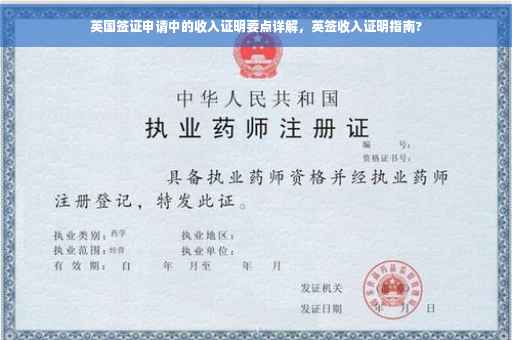 英国签证申请中的收入证明要点详解，英签收入证明指南?
中华人民共和国
执业药师注册证
编 号:
资格证书号:
具备执业药师资格并经执业药师
注册登记，特发此证。
执业类别: 药学 执业地区:
执业范围: 经营 执业单位:
有 效 期: 自 年 月至 年 月
发证机关
发证日期 年 月 日